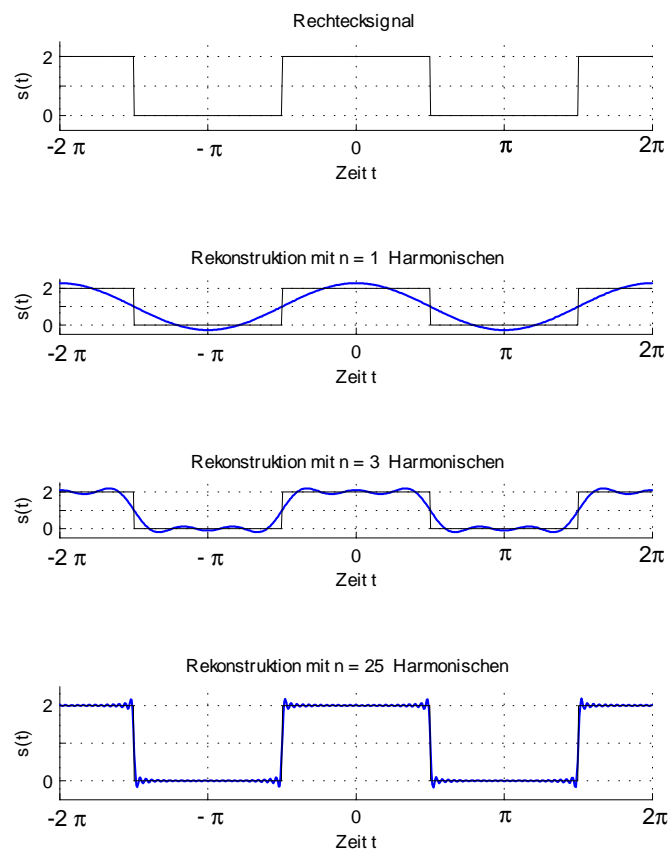 Rechtecksignal
s(t)
2
0
-2 π - π 0 π 2π
Zeit t
Rekonstruktion mit n = 1 Harmonischen
s(t)
2
0
-2 π - π 0 π 2π
Zeit t
Rekonstruktion mit n = 3 Harmonischen
s(t)
2
0
-2 π - π 0 π 2π
Zeit t
Rekonstruktion mit n = 25 Harmonischen
s(t)
2
0
-2 π - π 0 π 2π
Zeit t